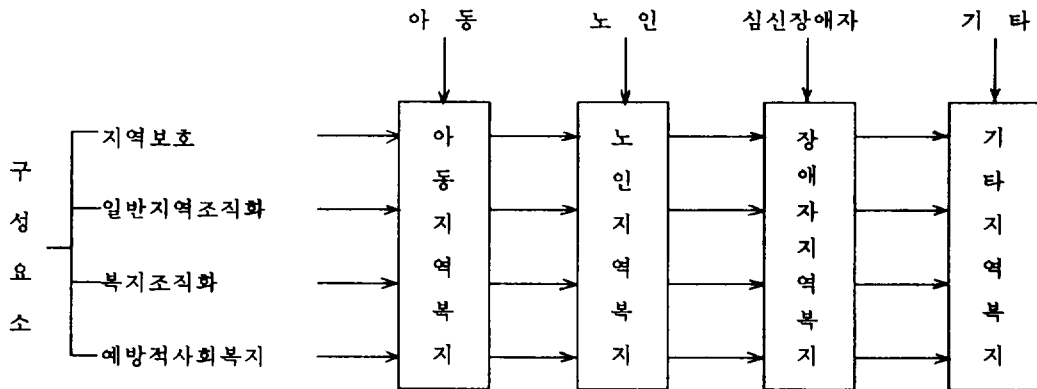 아 동
노 인
심신장애자
기 타
구성요소
지역보호
일반지역조직화
복지조직화
예방적사회복지
아동지역복지
노인지역복지
장애자지역복지
기타지역복지